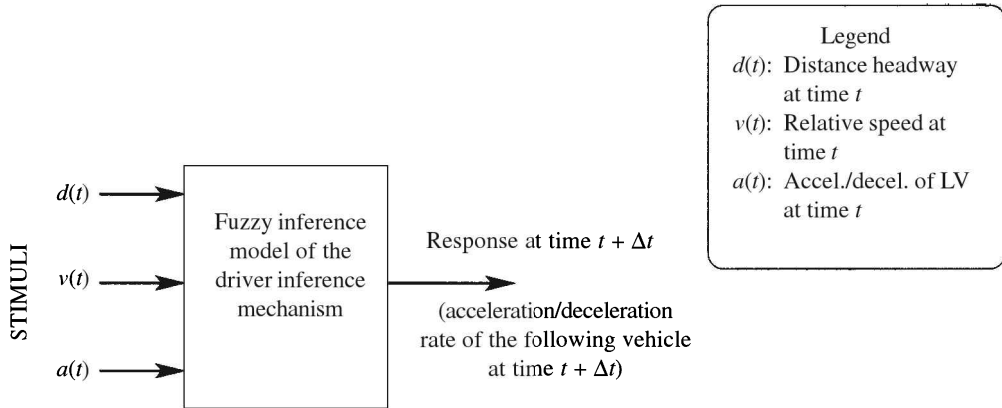 Legend
d(t): Distance headway
at time t
v(t): Relative speed at
time t
a(t): Accel./decel. of LV
at time t
STIMULI
d(t)
v(t)
a(t)
Fuzzy inference
model of the
driver inference
mechanism
Response at time t + Δt
(acceleration/deceleration
rate of the following vehicle
at time t + Δt)